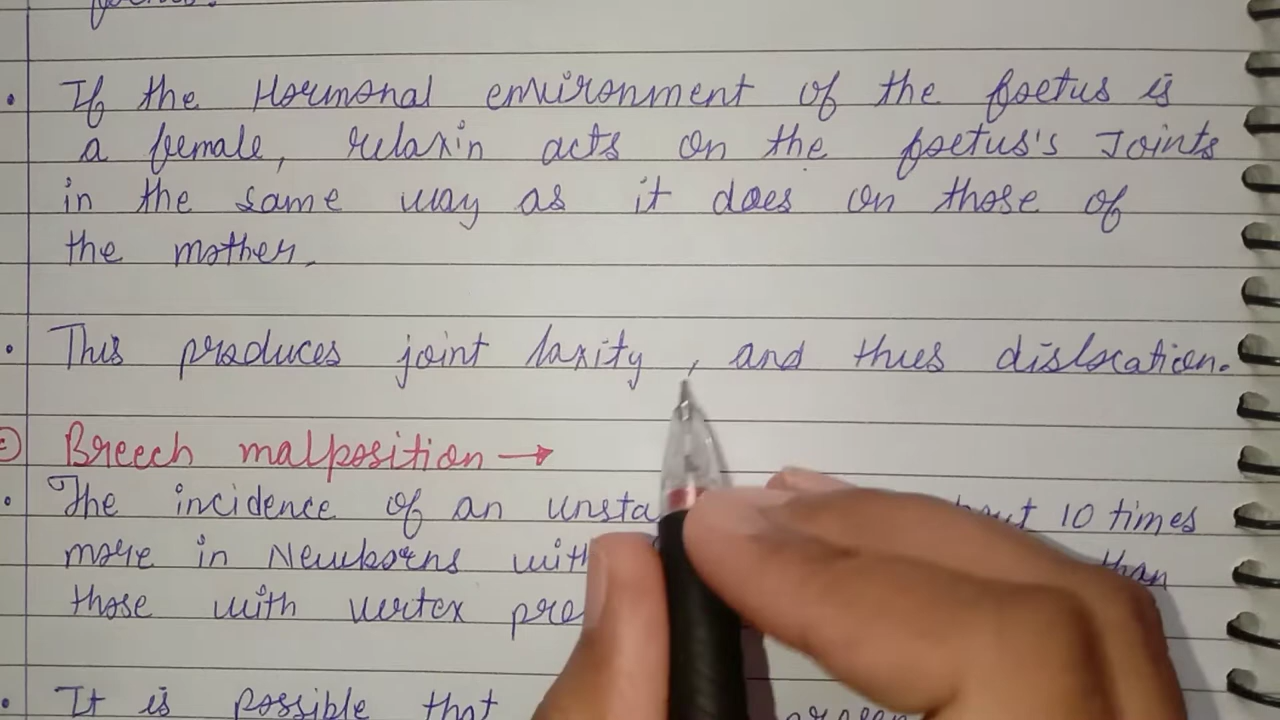 • If the Hormonal environment of the foetus is
a female, relaxin acts on the foetus's Joints
in the same way as it does on those of
the mother.
• This produces joint laxity, and thus dislocation.
Breech malposition →
• The incidence of an 10 times
more in Newborns with than
those with vertex
• It is possible that